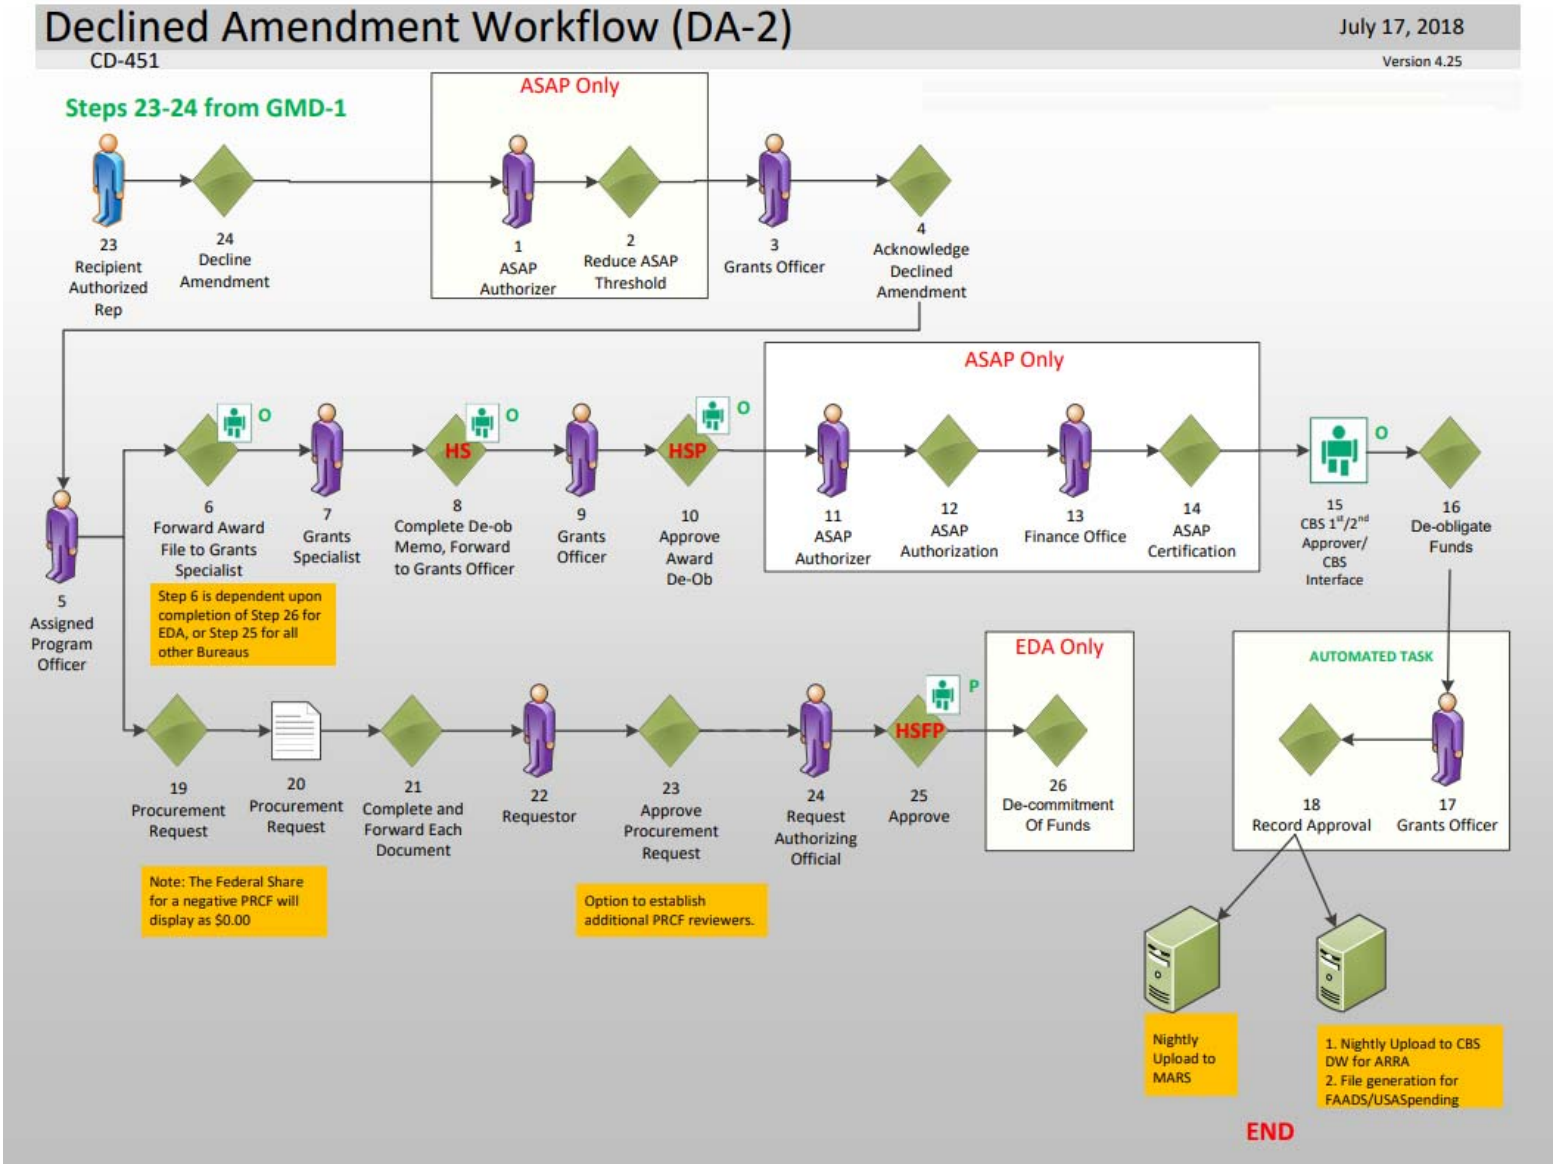 Declined Amendment Workflow (DA-2)
July 17, 2018
CD-451
Version 4.25
Steps 23-24 from GMD-1
ASAP Only
23
Recipient
Authorized
Rep
24
Decline
Amendment
1
ASAP
Authorizer
2
Reduce ASAP
Threshold
3
Grants Officer
4
Acknowledge
Declined
Amendment
ASAP Only
5
Assigned
Program
Officer
O
6
Forward Award
File to Grants
Specialist
Step 6 is dependent upon
completion of Step 26 for
EDA, or Step 25 for all
other Bureaus
7
Grants
Specialist
HS
O
8
Complete De-ob
Memo, Forward
to Grants Officer
9
Grants
Officer
HSP
O
10
Approve
Award
De-Ob
11
ASAP
Authorizer
12
ASAP
Authorization
13
Finance Office
14
ASAP
Certification
O
15
CBS 1st/2nd
Approver/
CBS
Interface
16
De-obligate
Funds
19
Procurement
Request
Note: The Federal Share
for a negative PRCF will
display as $0.00
20
Procurement
Request
21
Complete and
Forward Each
Document
22
Requestor
23
Approve
Procurement
Request
Option to establish
additional PRCF reviewers.
24
Request
Authorizing
Official
HSFP
P
25
Approve
EDA Only
26
De-commitment
Of Funds
AUTOMATED TASK
18
Record Approval
17
Grants Officer
Nightly
Upload to
MARS
1. Nightly Upload to CBS
DW for ARRA
2. File generation for
FAADS/USASpending
END